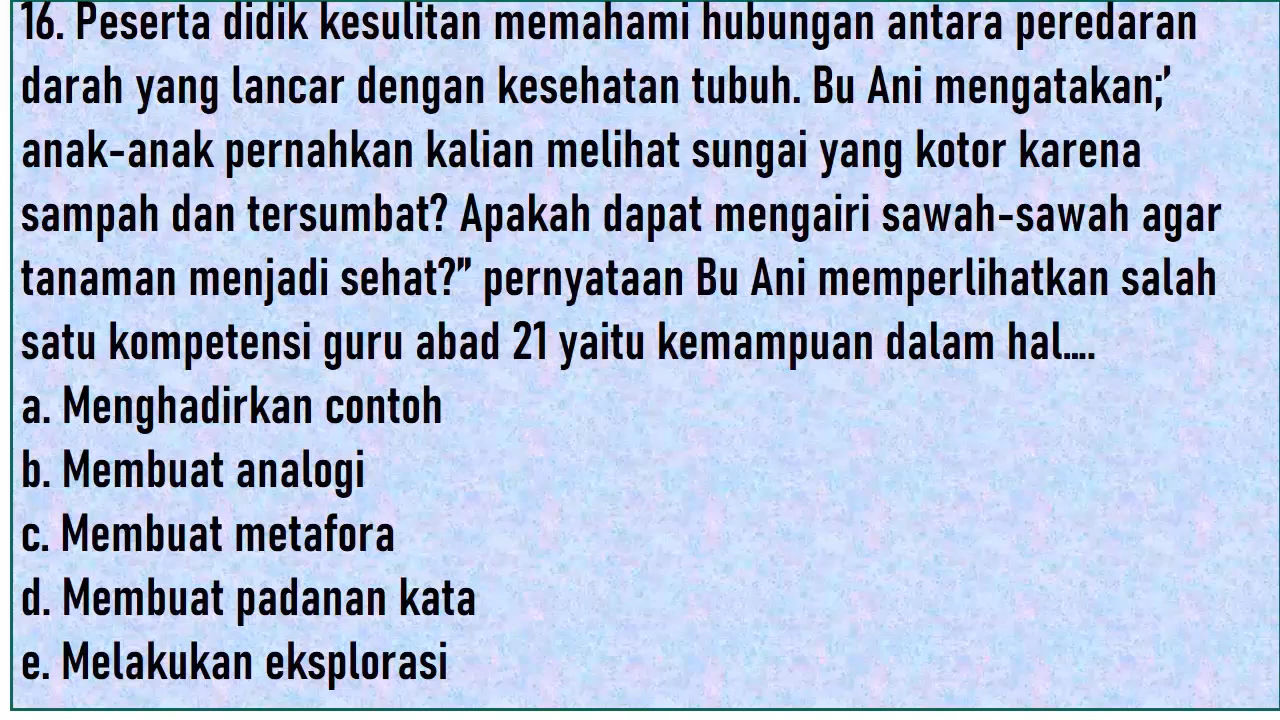 16. Peserta didik kesulitan memahami hubungan antara peredaran
darah yang lancar dengan kesehatan tubuh. Bu Ani mengatakan;’
anak-anak pernahkan kalian melihat sungai yang kotor karena
sampah dan tersumbat? Apakah dapat mengairi sawah-sawah agar
tanaman menjadi sehat?” pernyataan Bu Ani memperlihatkan salah
satu kompetensi guru abad 21 yaitu kemampuan dalam hal....
a. Menghadirkan contoh
b. Membuat analogi
c. Membuat metafora
d. Membuat padanan kata
e. Melakukan eksplorasi